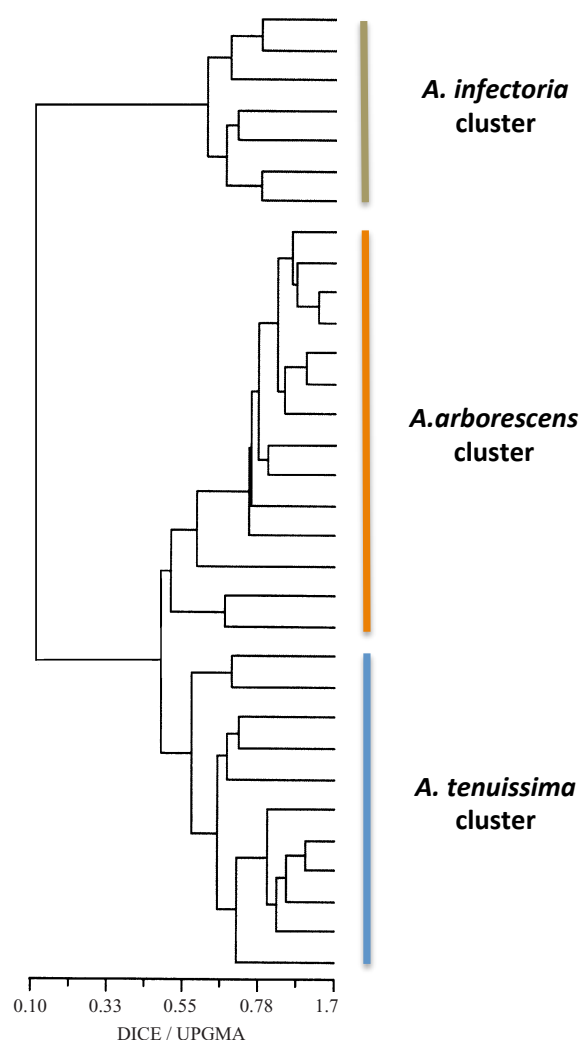 A. infectoria
cluster
A.arborescens
cluster
A. tenuissima
cluster
0.10 0.33 0.55 0.78 1.7
DICE / UPGMA